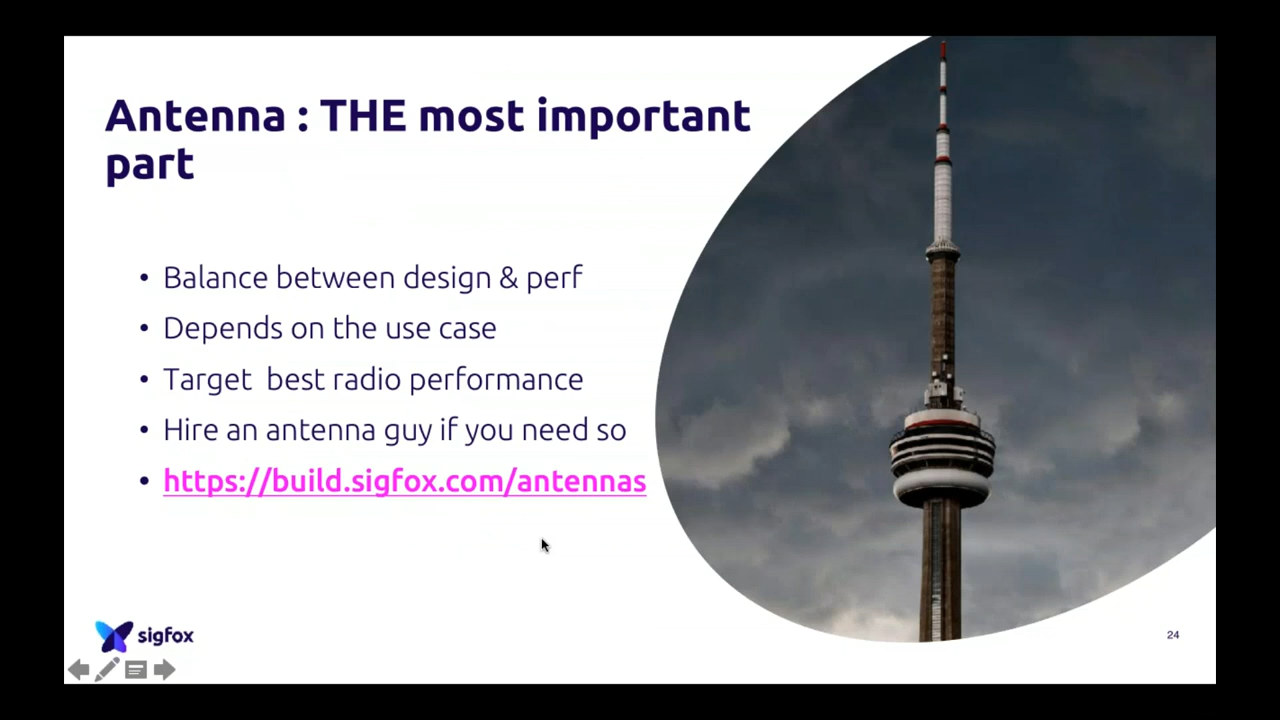 Antenna : THE most important
part
• Balance between design & perf
• Depends on the use case
• Target  best radio performance
• Hire an antenna guy if you need so
• https://build.sigfox.com/antennas
sigfox
24